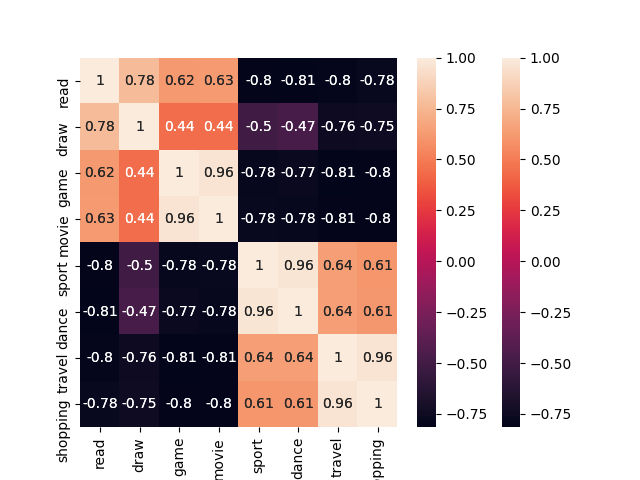 read 1 0.78 0.62 0.63 -0.8 -0.81 -0.8 -0.78
draw 0.78 1 0.44 0.44 -0.5 -0.47 -0.76 -0.75
game 0.62 0.44 1 0.96 -0.78 -0.77 -0.81 -0.8
movie 0.63 0.44 0.96 1 -0.78 -0.78 -0.81 -0.8
sport -0.8 -0.5 -0.78 -0.78 1 0.96 0.64 0.61
dance -0.81 -0.47 -0.77 -0.78 0.96 1 0.64 0.61
travel -0.8 -0.76 -0.81 -0.81 0.64 0.64 1 0.96
shopping -0.78 -0.75 -0.8 -0.8 0.61 0.61 0.96 1
read draw game movie sport dance travel opping
1.00 1.00
0.75 0.75
0.50 0.50
0.25 0.25
0.00 0.00
−0.25 −0.25
−0.50 −0.50
−0.75 −0.75